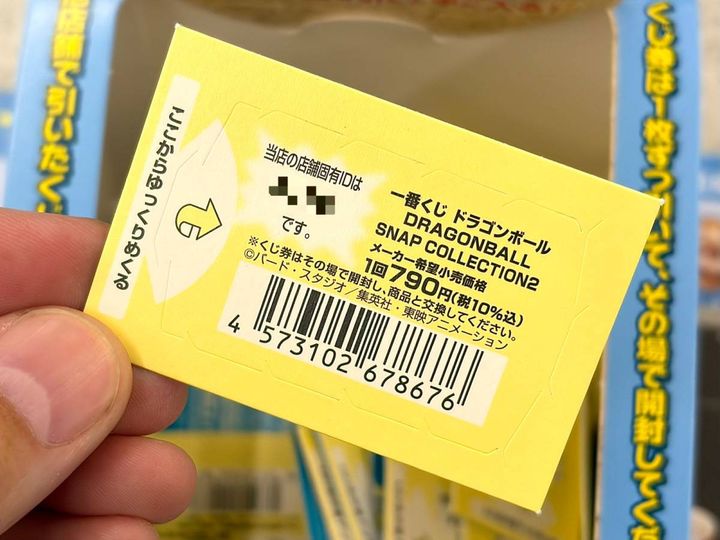 ここからゆっくりめくる
当店の店舗固有IDは
です。
一番くじ ドラゴンボール
DRAGONBALL
SNAP COLLECTION2
メーカー希望小売価格
1回790円(税10%込)
※くじ券はその場で開封し、商品と交換してください。
©バード・スタジオ/集英社・東映アニメーション
4 573102 678676
店舗で引いたく
くじ券は1枚ずつ引いて、その場で開封してくだ